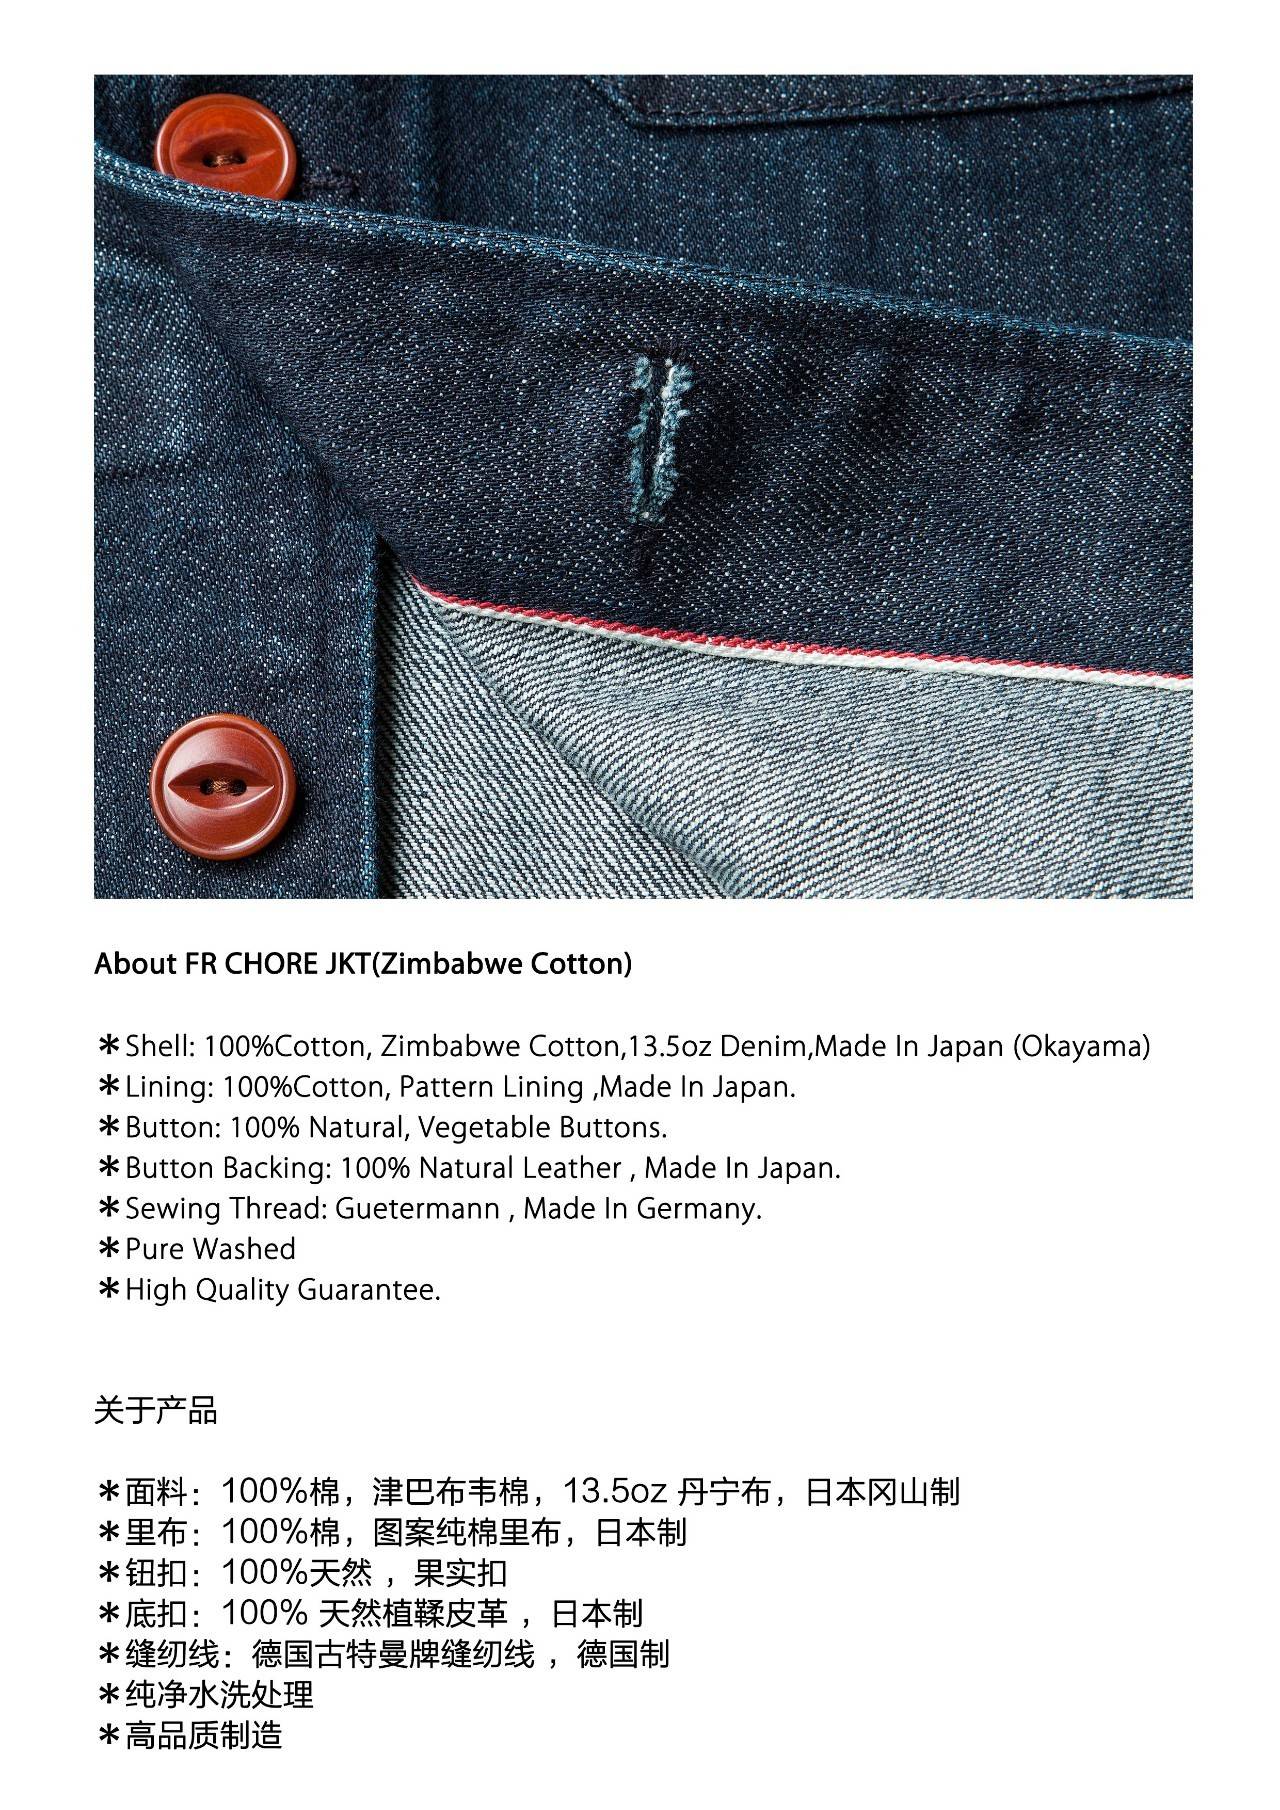 About FR CHORE JKT(Zimbabwe Cotton)
＊Shell: 100%Cotton, Zimbabwe Cotton,13.5oz Denim,Made In Japan (Okayama)
＊Lining: 100%Cotton, Pattern Lining ,Made In Japan.
＊Button: 100% Natural, Vegetable Buttons.
＊Button Backing: 100% Natural Leather , Made In Japan.
＊Sewing Thread: Guetermann , Made In Germany.
＊Pure Washed
＊High Quality Guarantee.
关于产品
＊面料：100%棉，津巴布韦棉，13.5oz 丹宁布，日本冈山制
＊里布：100%棉，图案纯棉里布，日本制
＊钮扣：100%天然 ，果实扣
＊底扣：100% 天然植鞣皮革 ，日本制
＊缝纫线：德国古特曼牌缝纫线 ，德国制
＊纯净水洗处理
＊高品质制造